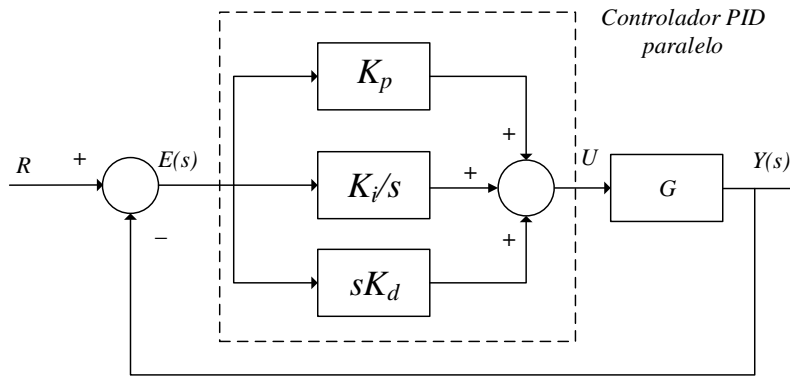 Controlador PID
paralelo
K_p
R
+
E(s)
K_i/s
+
+
U
G
Y(s)
−
sK_d
+